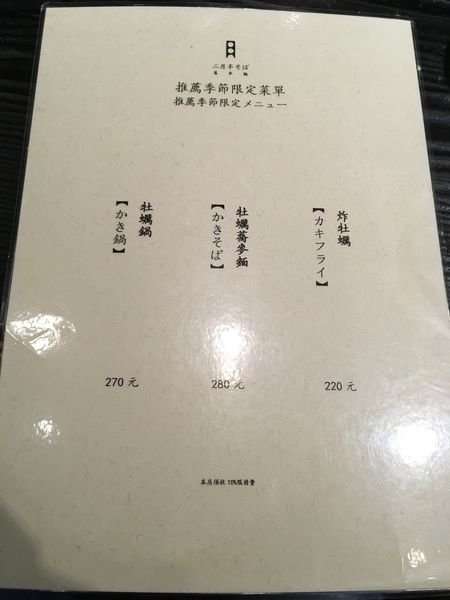 二月半そば
蕎麥麵
推薦季節限定菜單
推薦季節限定メニュー
炸牡蠣
【カキフライ】
220 元
牡蠣蕎麥麵
【かきそば】
280 元
牡蠣鍋
【かき鍋】
270 元
本店須收 10%服務費